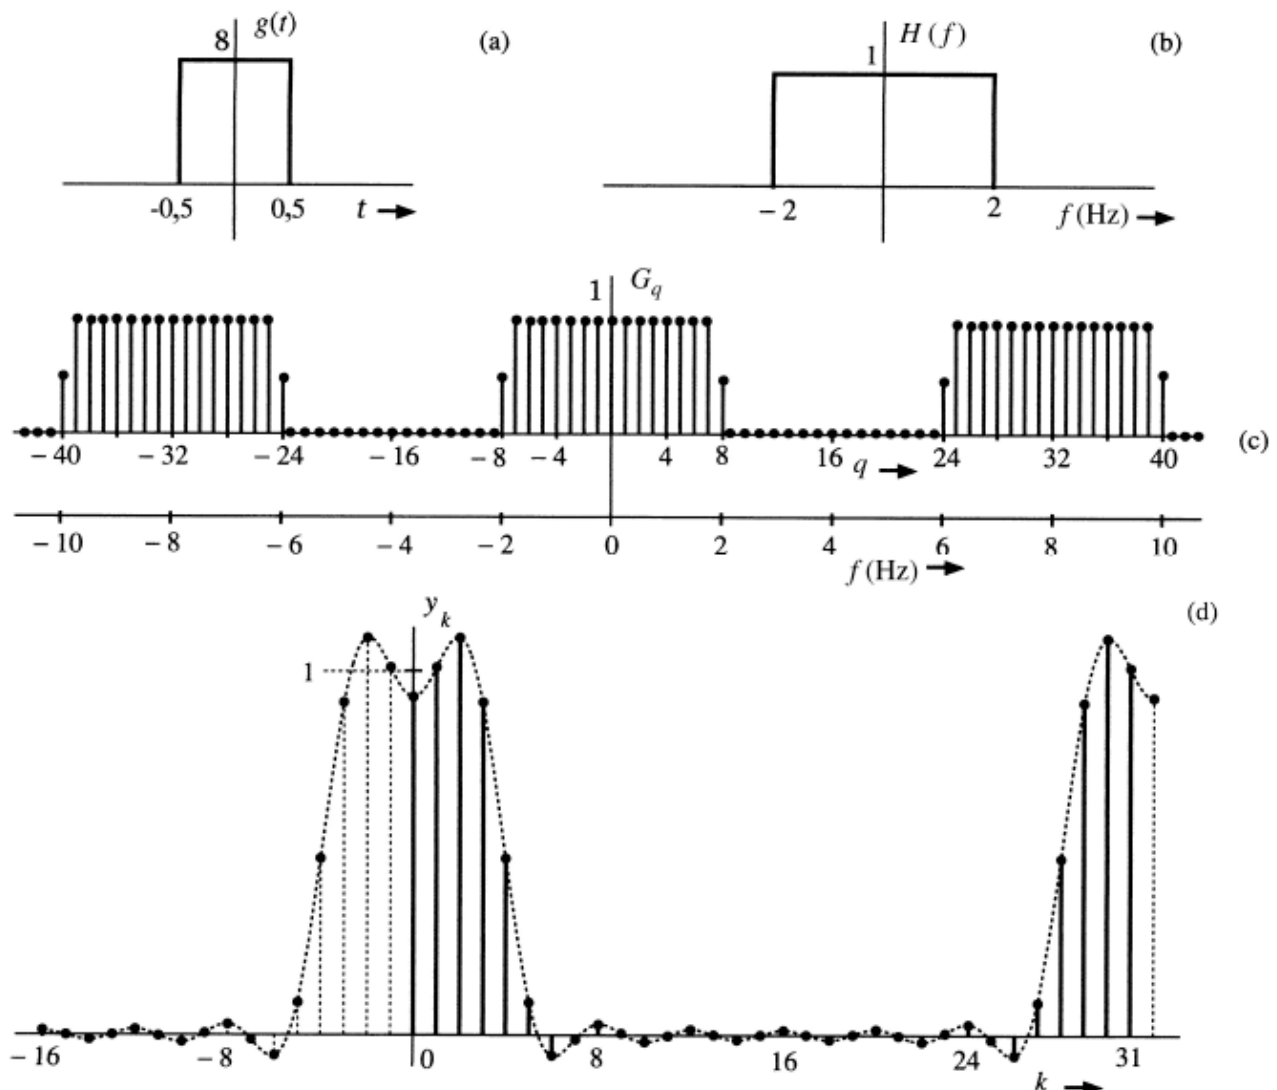 g(t) (a) H (f) (b)
8 1
-0,5 0,5 t → – 2 2 f (Hz) →
1 G_q
– 40 – 32 – 24 – 16 – 8 – 4 4 8 16 q → 24 32 40 (c)
– 10 – 8 – 6 – 4 – 2 0 2 4 6 8 10
f (Hz) →
y_k (d)
1
– 16 – 8 0 8 16 24 31
k →